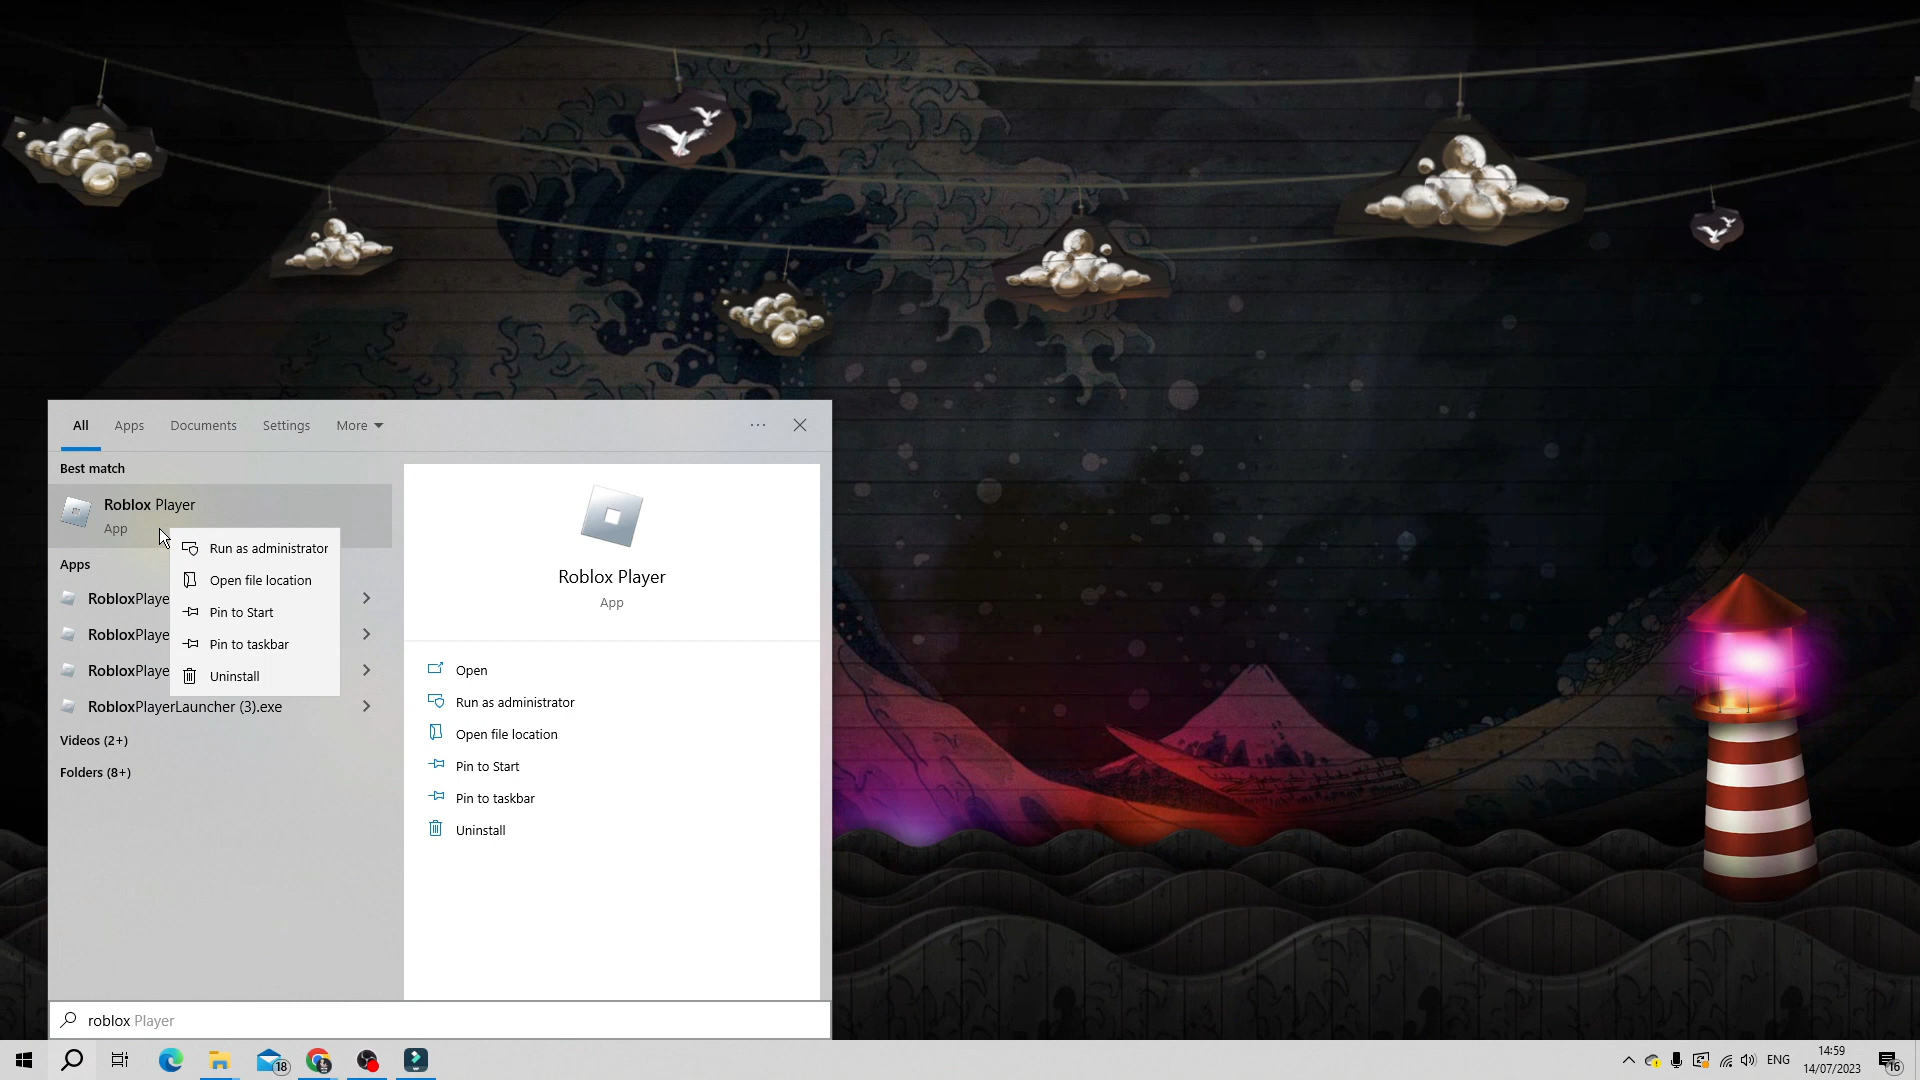 All
Apps
Documents
Settings
More
Best match
Roblox Player
App
Run as administrator
Open file location
Pin to Start
Pin to taskbar
Uninstall
Apps
RobloxPlaye
RobloxPlaye
RobloxPlaye
RobloxPlayerLauncher (3).exe
Videos (2+)
Folders (8+)
Roblox Player
App
Open
Run as administrator
Open file location
Pin to Start
Pin to taskbar
Uninstall
roblox Player
18
ENG
14:59
14/07/2023
16